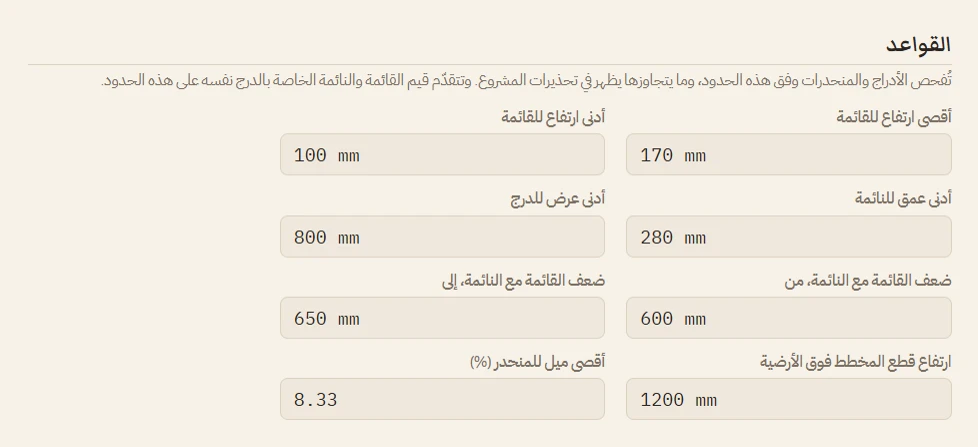 القواعد
تُفحص الأدراج والمنحدرات وفق هذه الحدود، وما يتجاوزها يظهر في تحذيرات المشروع. وتتقدّم قيم القائمة والنائمة الخاصة بالدرج نفسه على هذه الحدود.
أقصى ارتفاع للقائمة
أدنى ارتفاع للقائمة
170 mm
100 mm
أدنى عمق للنائمة
أدنى عرض للدرج
280 mm
800 mm
ضعف القائمة مع النائمة، من
ضعف القائمة مع النائمة، إلى
600 mm
650 mm
ارتفاع قطع المخطط فوق الأرضية
أقصى ميل للمنحدر (%)
1200 mm
8.33